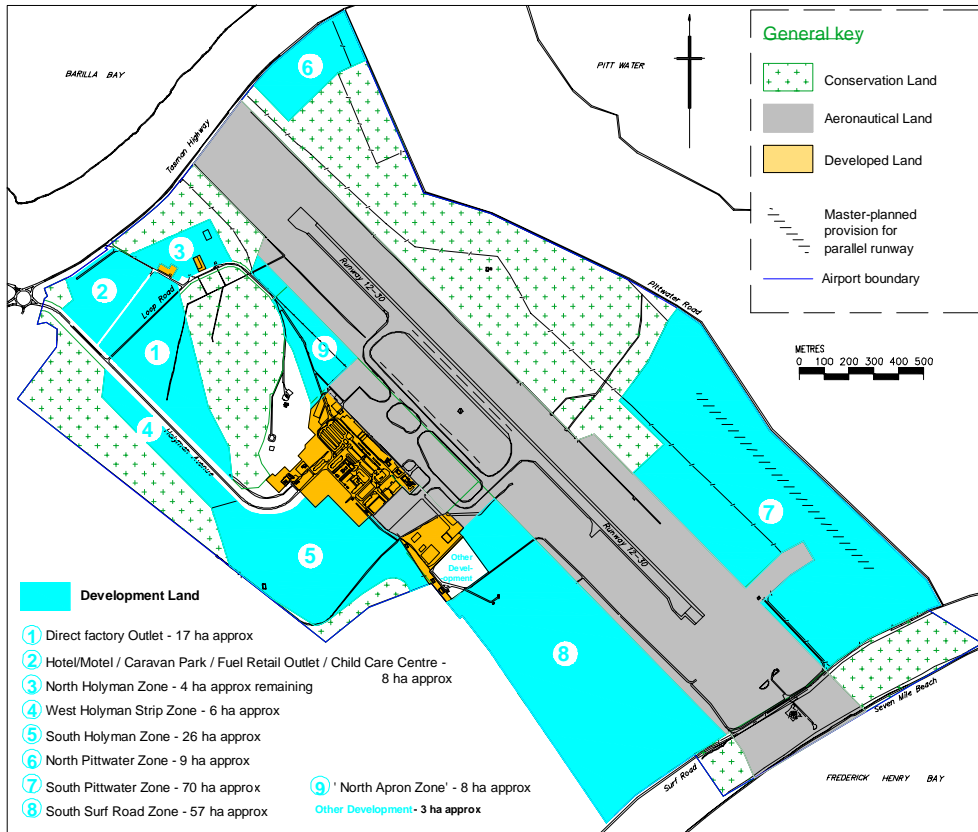 BARILLA BAY
PITT WATER
Tasman Highway
6
General key
Conservation Land
Aeronautical Land
Developed Land
Master-planned
provision for
parallel runway
Airport boundary
METRES
0 100 200 300 400 500
3
2
Loop Road
1
9
4
Holyman Avenue
5
Runway 12-30
Pittwater Road
7
Runway 12-30
Other
Devel-
opment
8
Surf Road
Seven Mile Beach
FREDERICK HENRY BAY
Development Land
1 Direct factory Outlet - 17 ha approx
2 Hotel/Motel / Caravan Park / Fuel Retail Outlet / Child Care Centre -
8 ha approx
3 North Holyman Zone - 4 ha approx remaining
4 West Holyman Strip Zone - 6 ha approx
5 South Holyman Zone - 26 ha approx
6 North Pittwater Zone - 9 ha approx
7 South Pittwater Zone - 70 ha approx
8 South Surf Road Zone - 57 ha approx
9 ' North Apron Zone' - 8 ha approx
Other Development - 3 ha approx